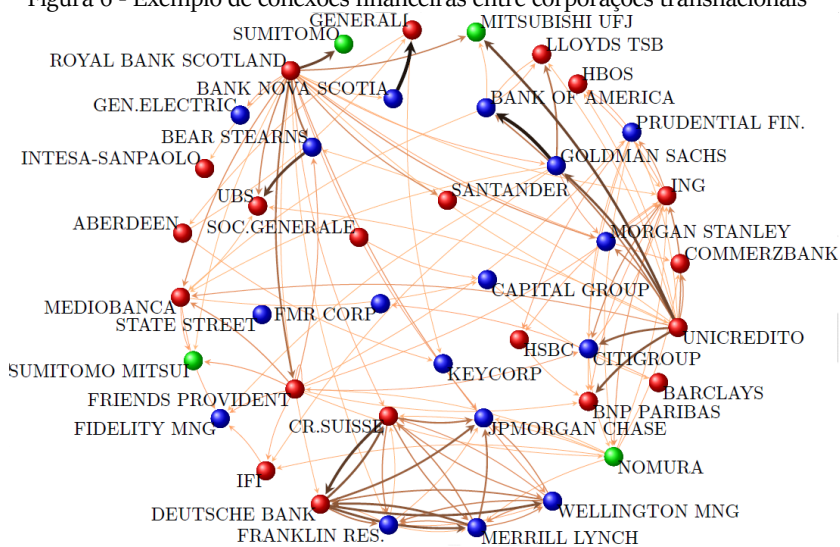 Figura 6 - Exemplo de conexões financeiras entre corporações transnacionais
GENERALI
MITSUBISHI UFJ
SUMITOMO
LLOYDS TSB
ROYAL BANK SCOTLAND
HBOS
BANK NOVA SCOTIA
BANK OF AMERICA
GEN.ELECTRIC
PRUDENTIAL FIN.
BEAR STEARNS
GOLDMAN SACHS
INTESA-SANPAOLO
ING
SANTANDER
UBS
ABERDEEN
SOC.GENERALE
MORGAN STANLEY
COMMERZBANK
CAPITAL GROUP
MEDIOBANCA
STATE STREET
FMR CORP
UNICREDITO
HSBC
CITIGROUP
SUMITOMO MITSUI
KEYCORP
BARCLAYS
FRIENDS PROVIDENT
BNP PARIBAS
FIDELITY MNG
CR.SUISSE
JPMORGAN CHASE
NOMURA
IFI
DEUTSCHE BANK
WELLINGTON MNG
FRANKLIN RES.
MERRILL LYNCH